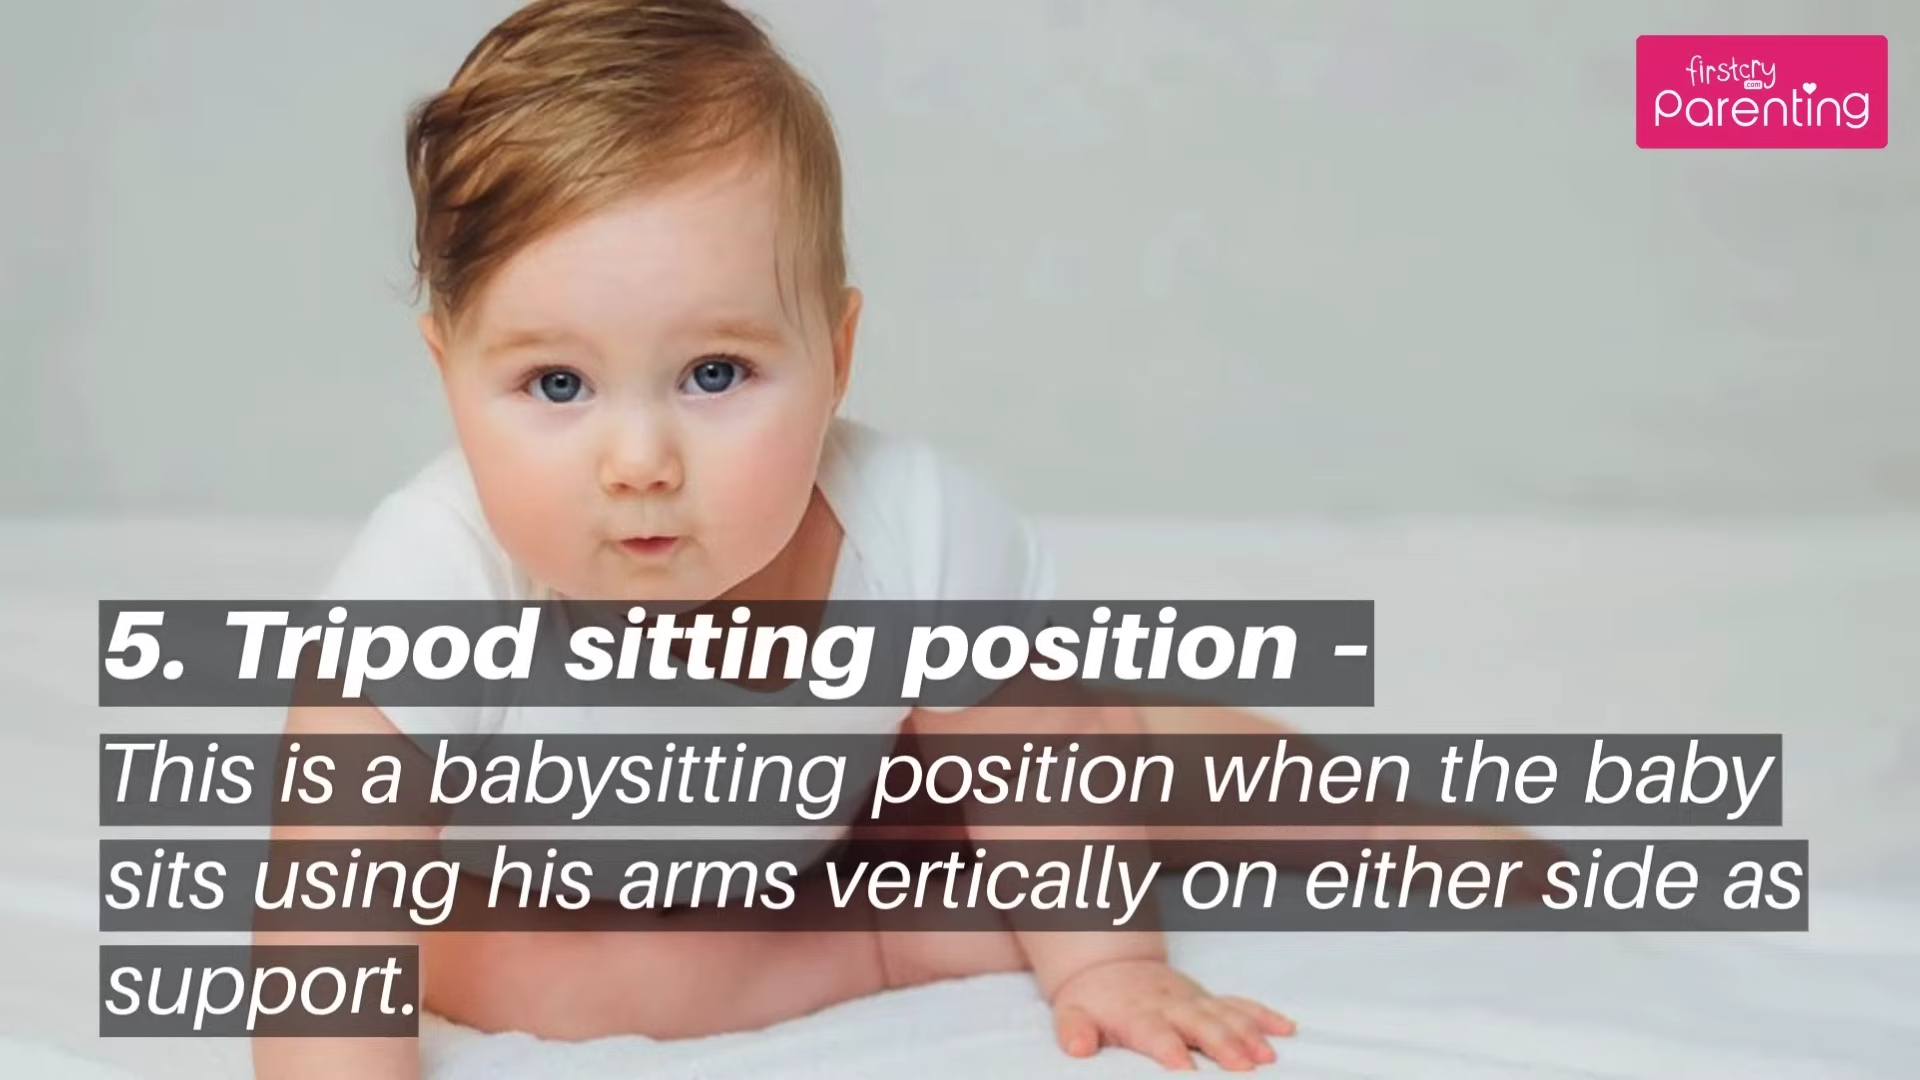 firstcry
.com
Parenting
5. Tripod sitting position -
This is a babysitting position when the baby
sits using his arms vertically on either side as
support.